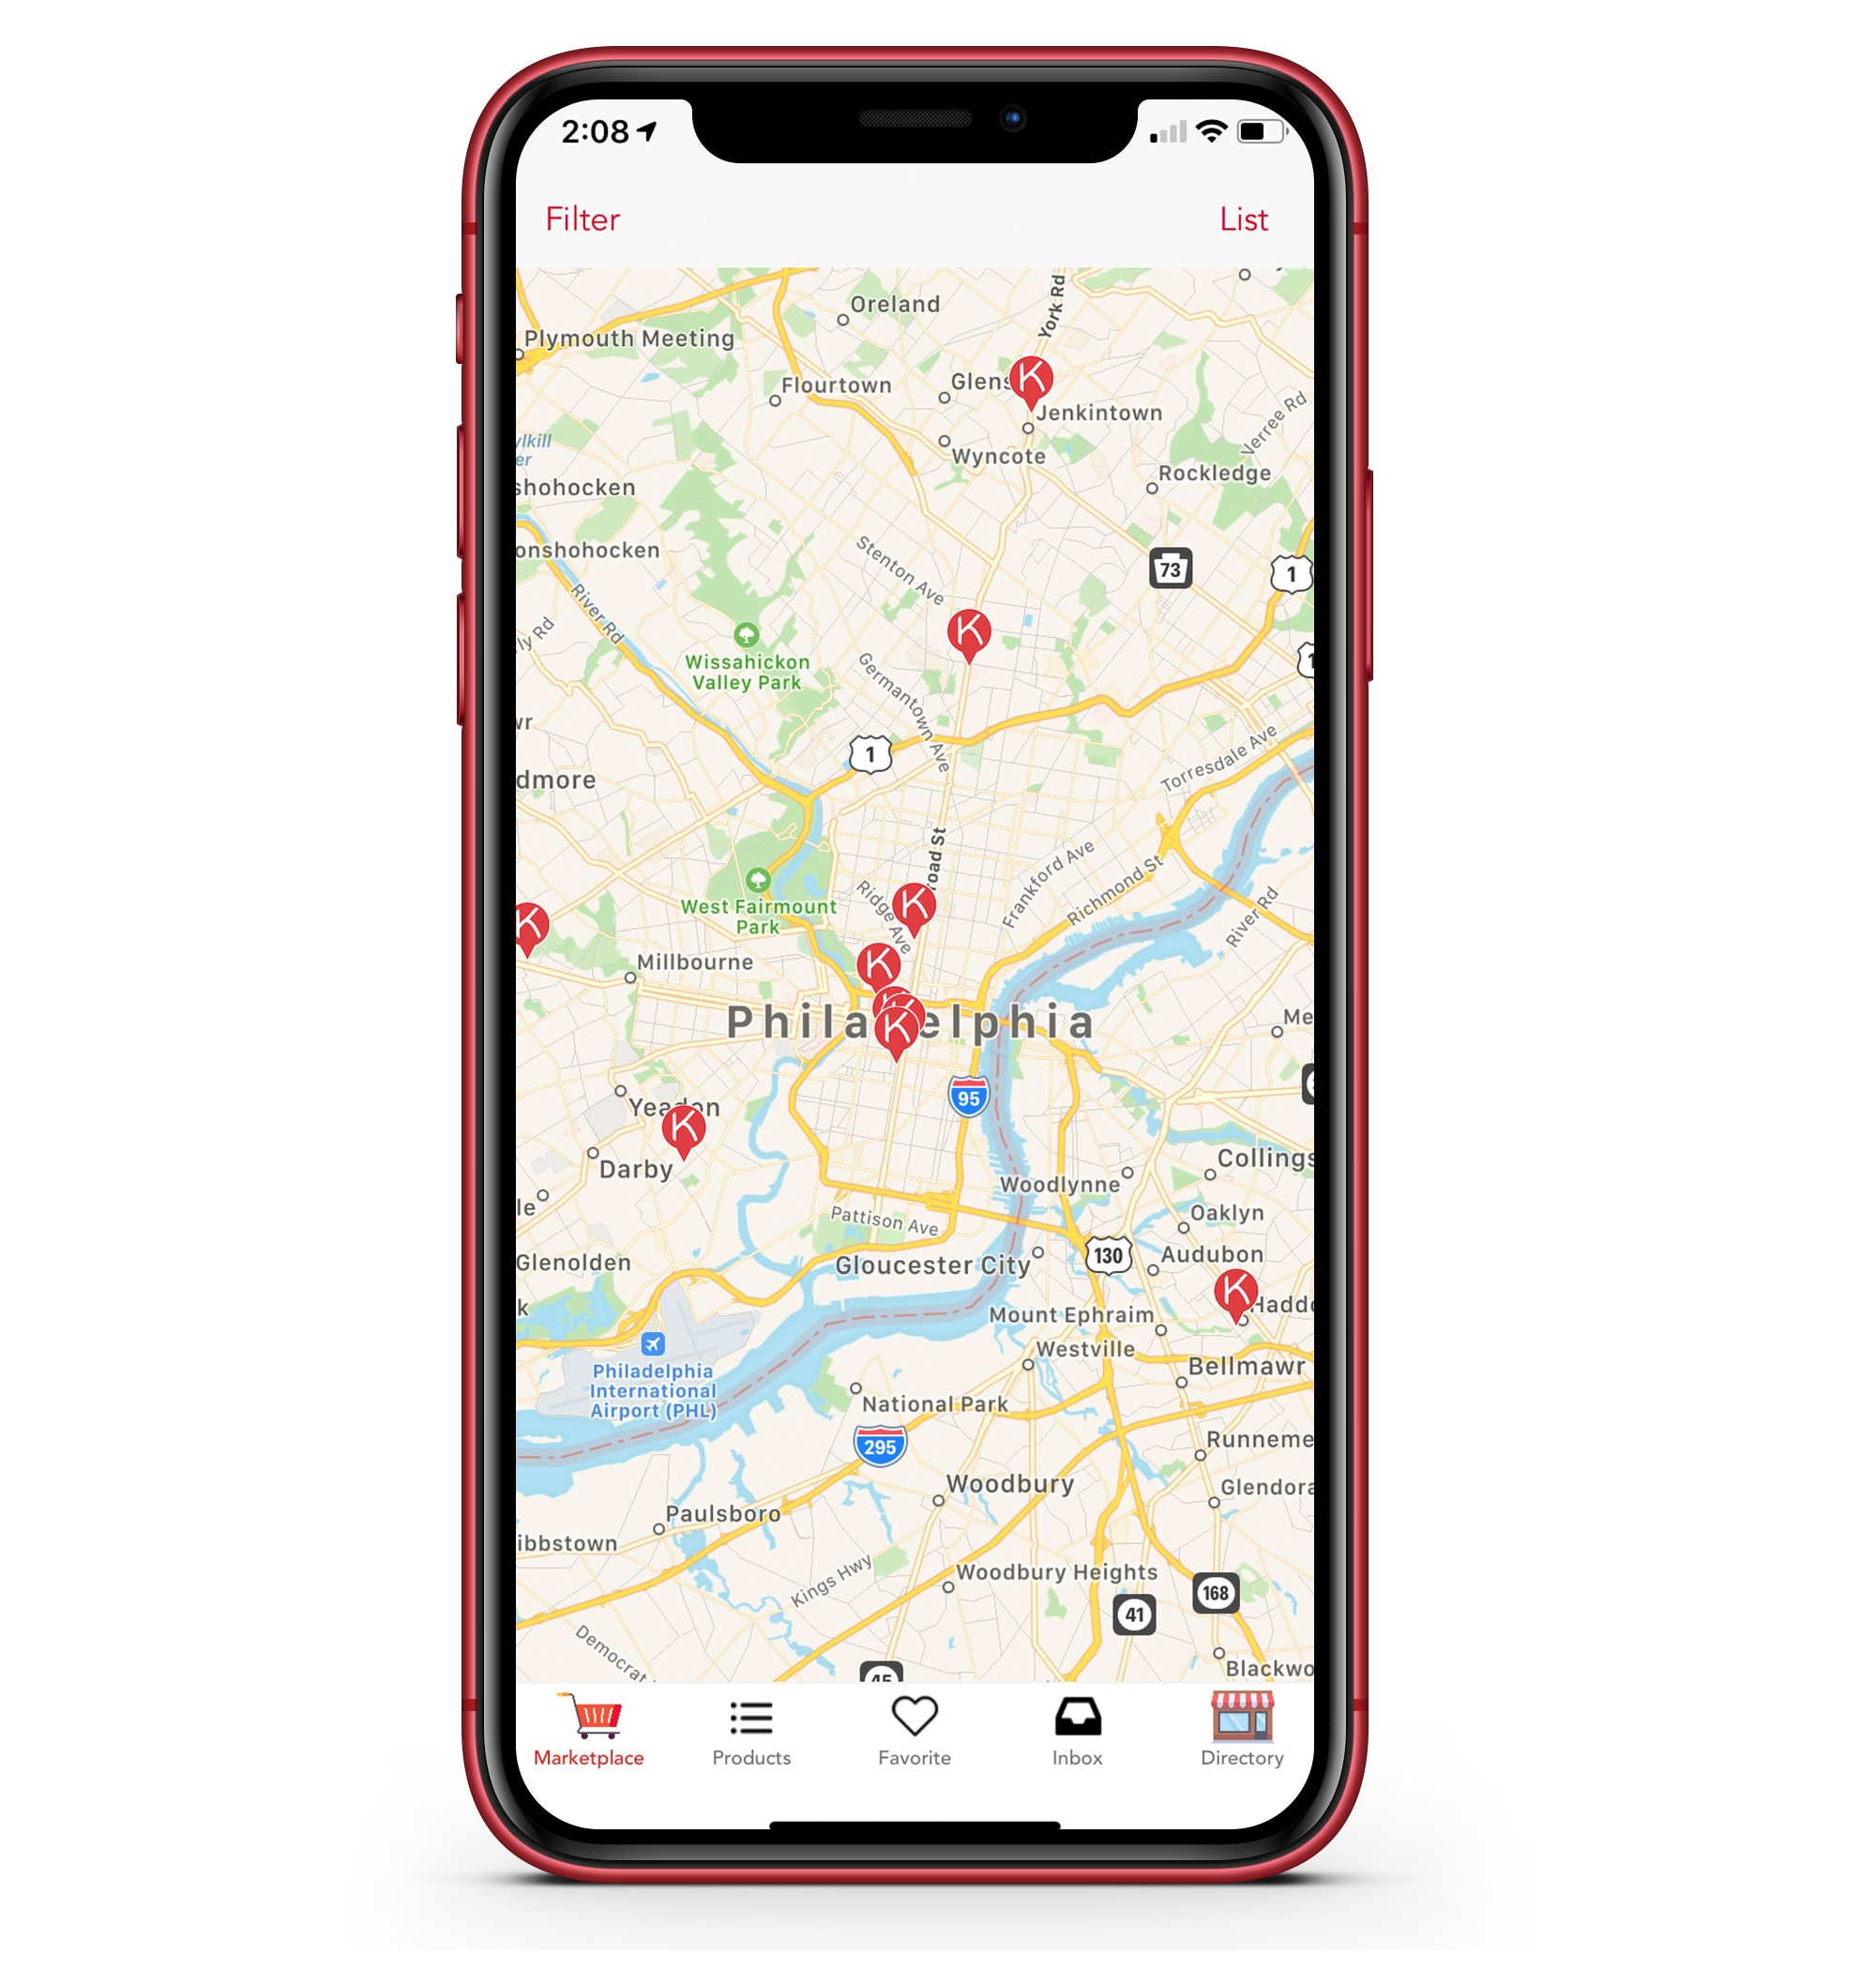 2:08
Filter
List
Oreland
York Rd
Plymouth Meeting
Flourtown
Glens
K
Jenkintown
Verree Rd
ylkill
er
Wyncote
Rockledge
shohocken
Stenton Ave
onshohocken
73
1
River Rd
ly Rd
K
Wissahickon
Valley Park
Germantown Ave
1
wr
1
Torresdale Ave
dmore
road St
Frankford Ave
Richmond St
West Fairmount
Park
Ridge Ave
K
River Rd
K
Millbourne
K
Philadelphia
K
Me
95
Yeadon
K
Darby
Collings
Woodlynne
le
Oaklyn
Pattison Ave
Glenolden
Gloucester City
130
Audubon
K
Haddo
k
Mount Ephraim
Westville
Philadelphia
International
Airport (PHL)
Bellmawr
National Park
295
Runneme
Woodbury
Glendora
Paulsboro
ibbstown
Kings Hwy
Woodbury Heights
168
41
Democrat
Blackwo
45
Marketplace
Products
Favorite
Inbox
Directory